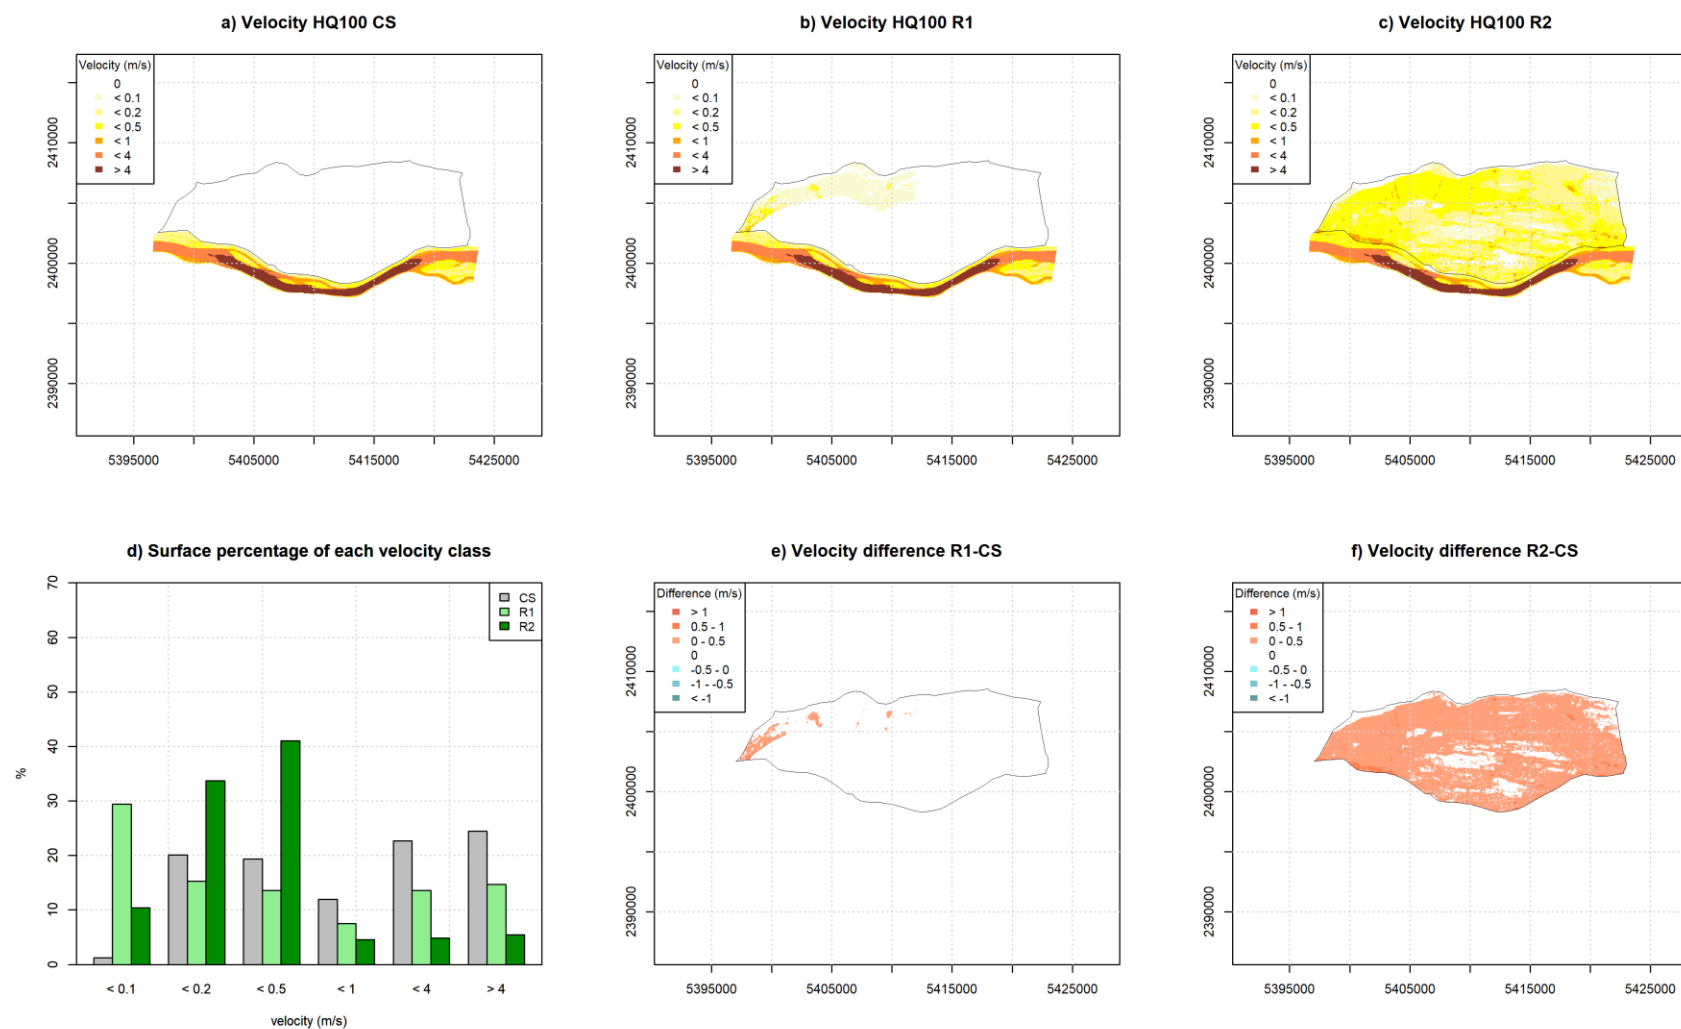 a) Velocity HQ100 CS
Velocity (m/s)
0
< 0.1
< 0.2
< 0.5
< 1
< 4
> 4
2410000
2400000
2390000
5395000 5405000 5415000 5425000
b) Velocity HQ100 R1
Velocity (m/s)
0
< 0.1
< 0.2
< 0.5
< 1
< 4
> 4
2410000
2400000
2390000
5395000 5405000 5415000 5425000
c) Velocity HQ100 R2
Velocity (m/s)
0
< 0.1
< 0.2
< 0.5
< 1
< 4
> 4
2410000
2400000
2390000
5395000 5405000 5415000 5425000
d) Surface percentage of each velocity class
CS
R1
R2
70
60
50
40
30
20
10
0
%
< 0.1 < 0.2 < 0.5 < 1 < 4 > 4
velocity (m/s)
e) Velocity difference R1-CS
Difference (m/s)
> 1
0.5 - 1
0 - 0.5
0
-0.5 - 0
-1 - -0.5
< -1
2410000
2400000
2390000
5395000 5405000 5415000 5425000
f) Velocity difference R2-CS
Difference (m/s)
> 1
0.5 - 1
0 - 0.5
0
-0.5 - 0
-1 - -0.5
< -1
2410000
2400000
2390000
5395000 5405000 5415000 5425000